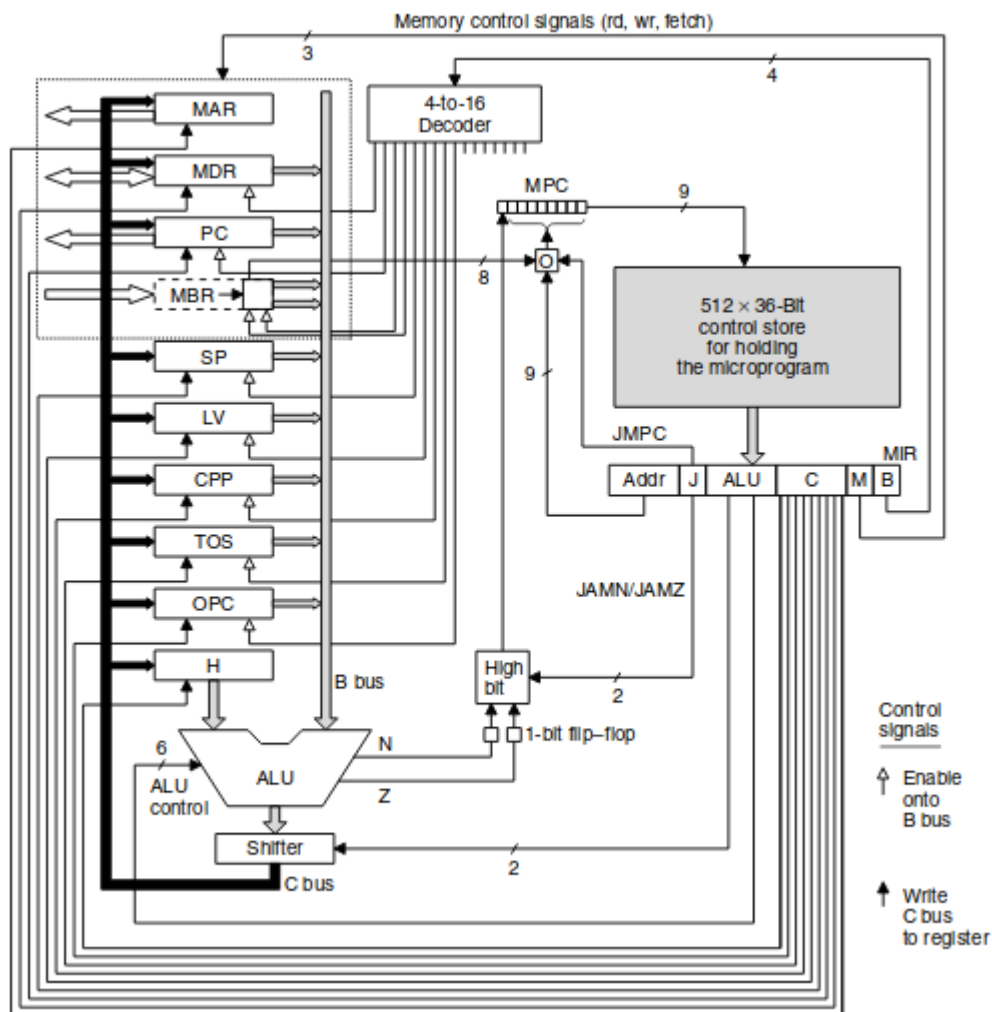 Memory control signals (rd, wr, fetch)
3
4
MAR
4-to-16
Decoder
MDR
MPC
9
PC
8
O
MBR
512 × 36-Bit
control store
for holding
the microprogram
SP
9
LV
JMPC
MIR
CPP
Addr
J
ALU
C
M
B
TOS
JAMN/JAMZ
OPC
H
High
bit
2
B bus
Control
signals
1-bit flip–flop
N
6
ALU
control
ALU
Z
Enable
onto
B bus
Shifter
2
C bus
Write
C bus
to register